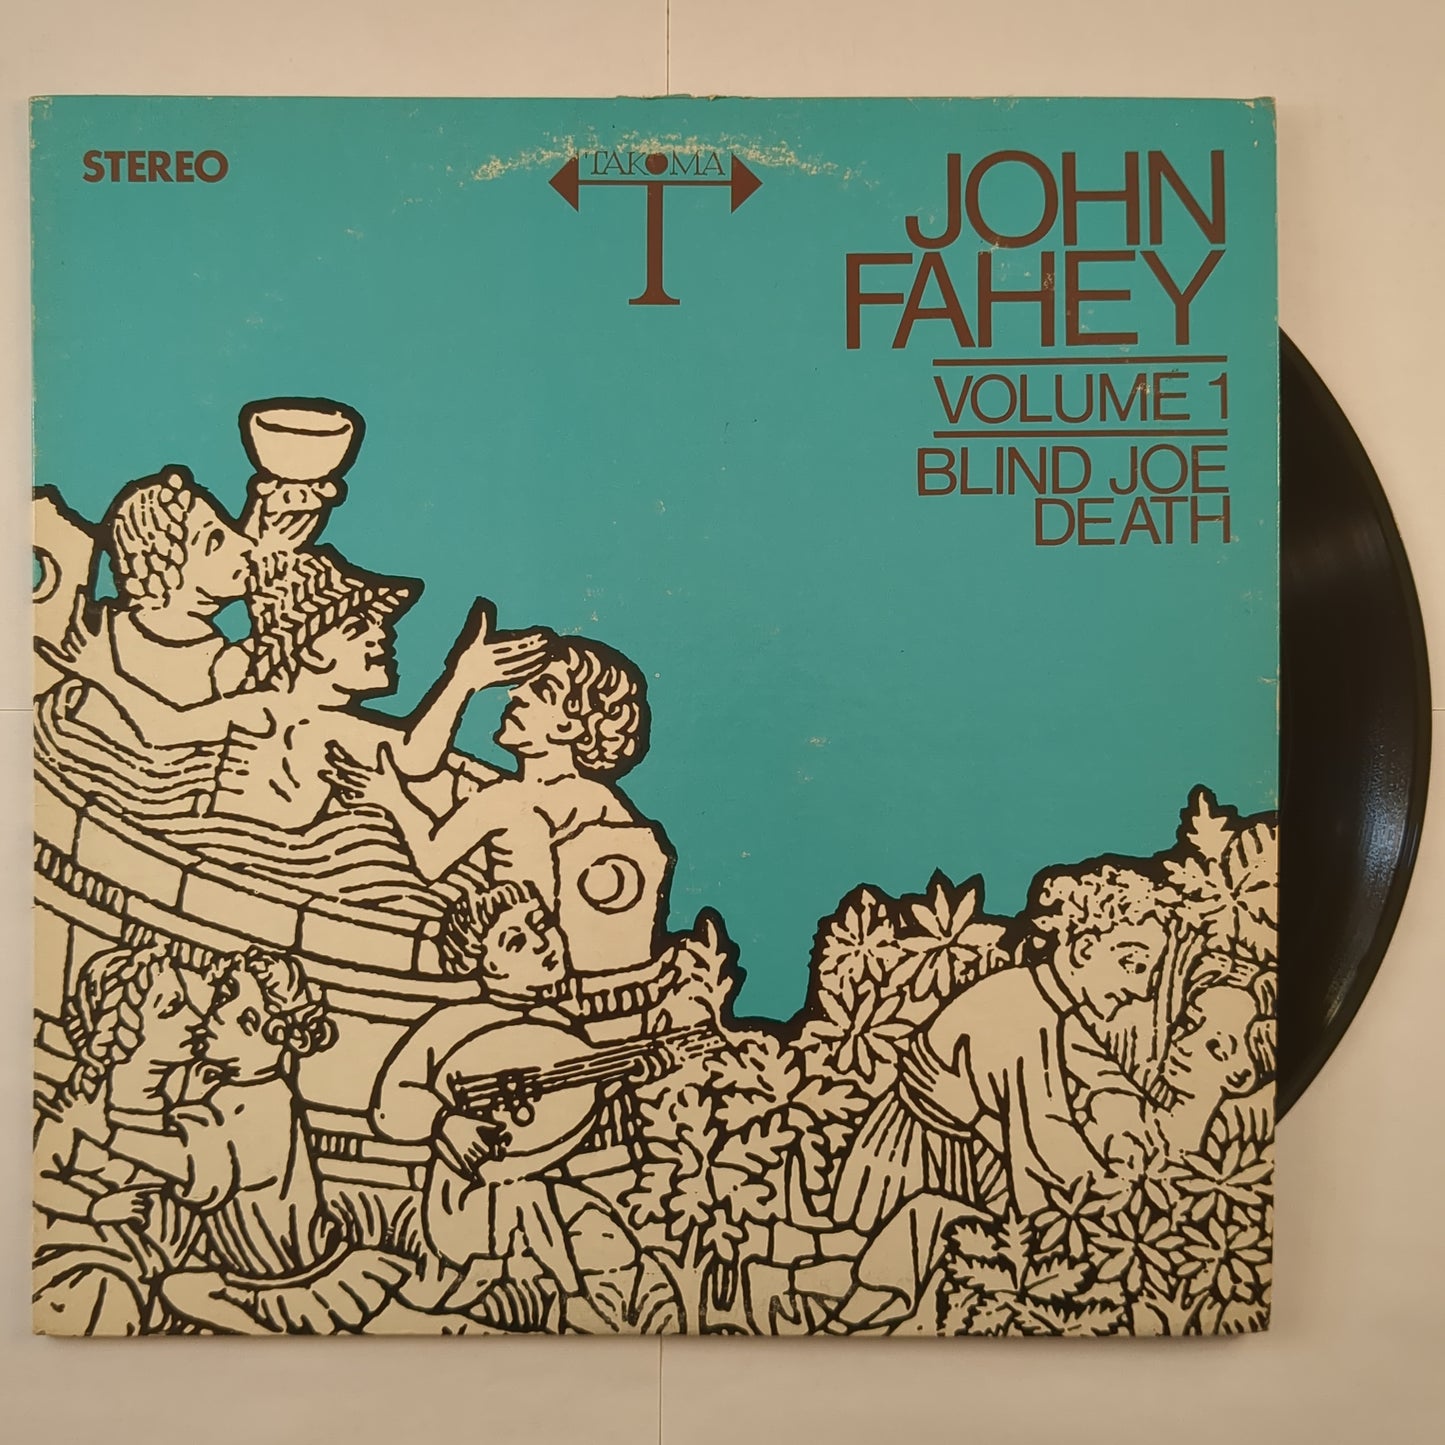 STEREO
TAKOMA
T
JOHN
FAHEY
VOLUME 1
BLIND JOE
DEATH